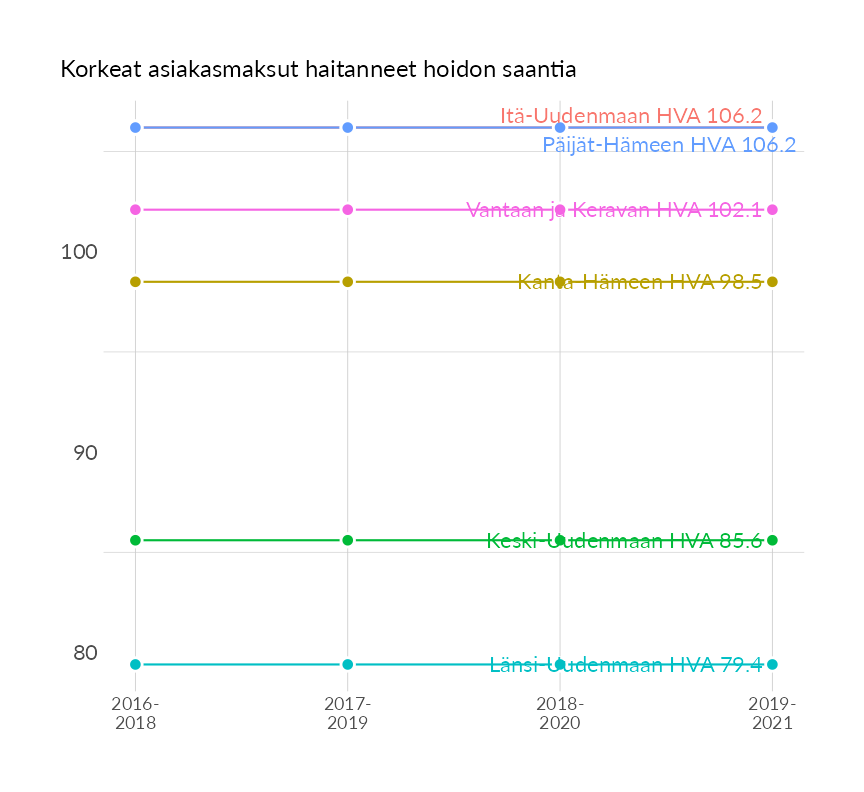 Korkeat asiakasmaksut haitanneet hoidon saantia
Itä-Uudenmaan HVA 106.2
Päijät-Hämeen HVA 106.2
Vantaan ja Keravan HVA 102.1
100
Kanta-Hämeen HVA 98.5
90
Keski-Uudenmaan HVA 85.6
80
Länsi-Uudenmaan HVA 79.4
2016-
2018
2017-
2019
2018-
2020
2019-
2021